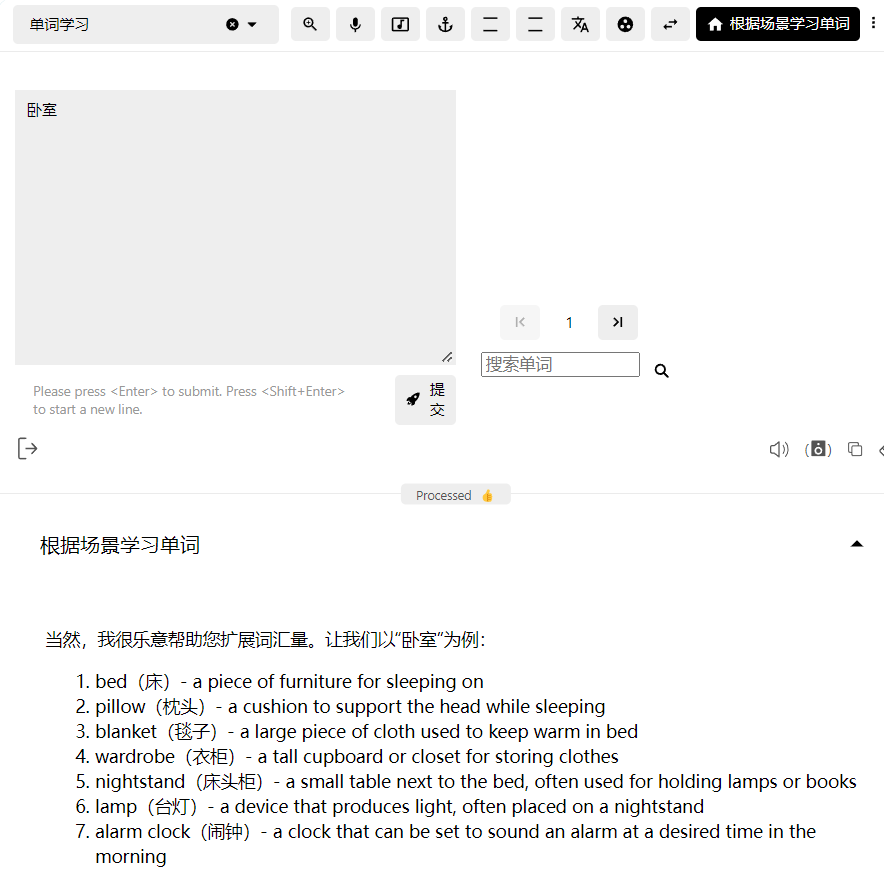 单词学习
根据场景学习单词
卧室
1
搜索单词
Please press <Enter> to submit. Press <Shift+Enter>
to start a new line.
提
交
Processed 👍
根据场景学习单词
当然，我很乐意帮助您扩展词汇量。让我们以“卧室”为例：
1. bed（床）- a piece of furniture for sleeping on
2. pillow（枕头）- a cushion to support the head while sleeping
3. blanket（毯子）- a large piece of cloth used to keep warm in bed
4. wardrobe（衣柜）- a tall cupboard or closet for storing clothes
5. nightstand（床头柜）- a small table next to the bed, often used for holding lamps or books
6. lamp（台灯）- a device that produces light, often placed on a nightstand
7. alarm clock（闹钟）- a clock that can be set to sound an alarm at a desired time in the
morning